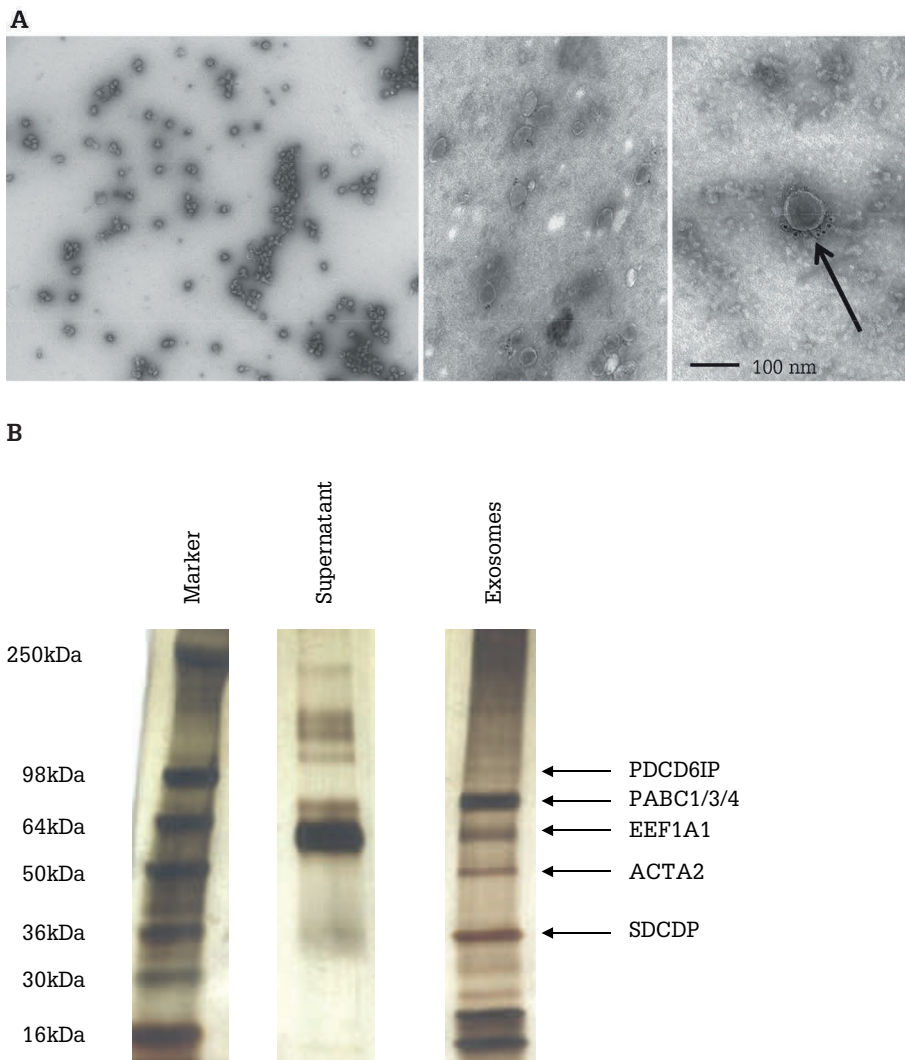 A
100 nm
B
Marker
Supernatant
Exosomes
250kDa
98kDa
64kDa
50kDa
36kDa
30kDa
16kDa
PDCD6IP
PABC1/3/4
EEF1A1
ACTA2
SDCDP